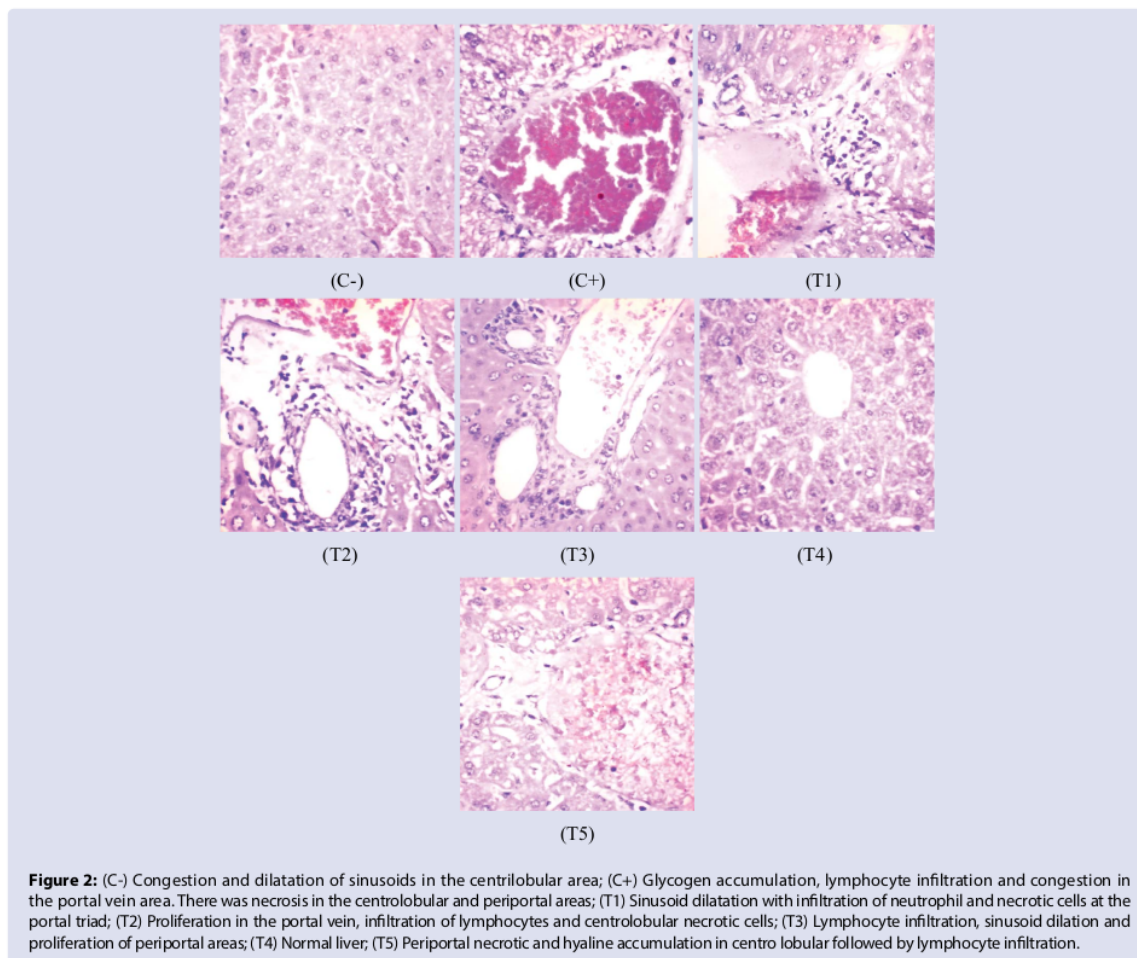 (C-) (C+) (T1)
(T2) (T3) (T4)
(T5)
Figure 2: (C-) Congestion and dilatation of sinusoids in the centrilobular area; (C+) Glycogen accumulation, lymphocyte infiltration and congestion in
the portal vein area. There was necrosis in the centrolobular and periportal areas; (T1) Sinusoid dilatation with infiltration of neutrophil and necrotic cells at the
portal triad; (T2) Proliferation in the portal vein, infiltration of lymphocytes and centrolobular necrotic cells; (T3) Lymphocyte infiltration, sinusoid dilation and
proliferation of periportal areas; (T4) Normal liver; (T5) Periportal necrotic and hyaline accumulation in centro lobular followed by lymphocyte infiltration.